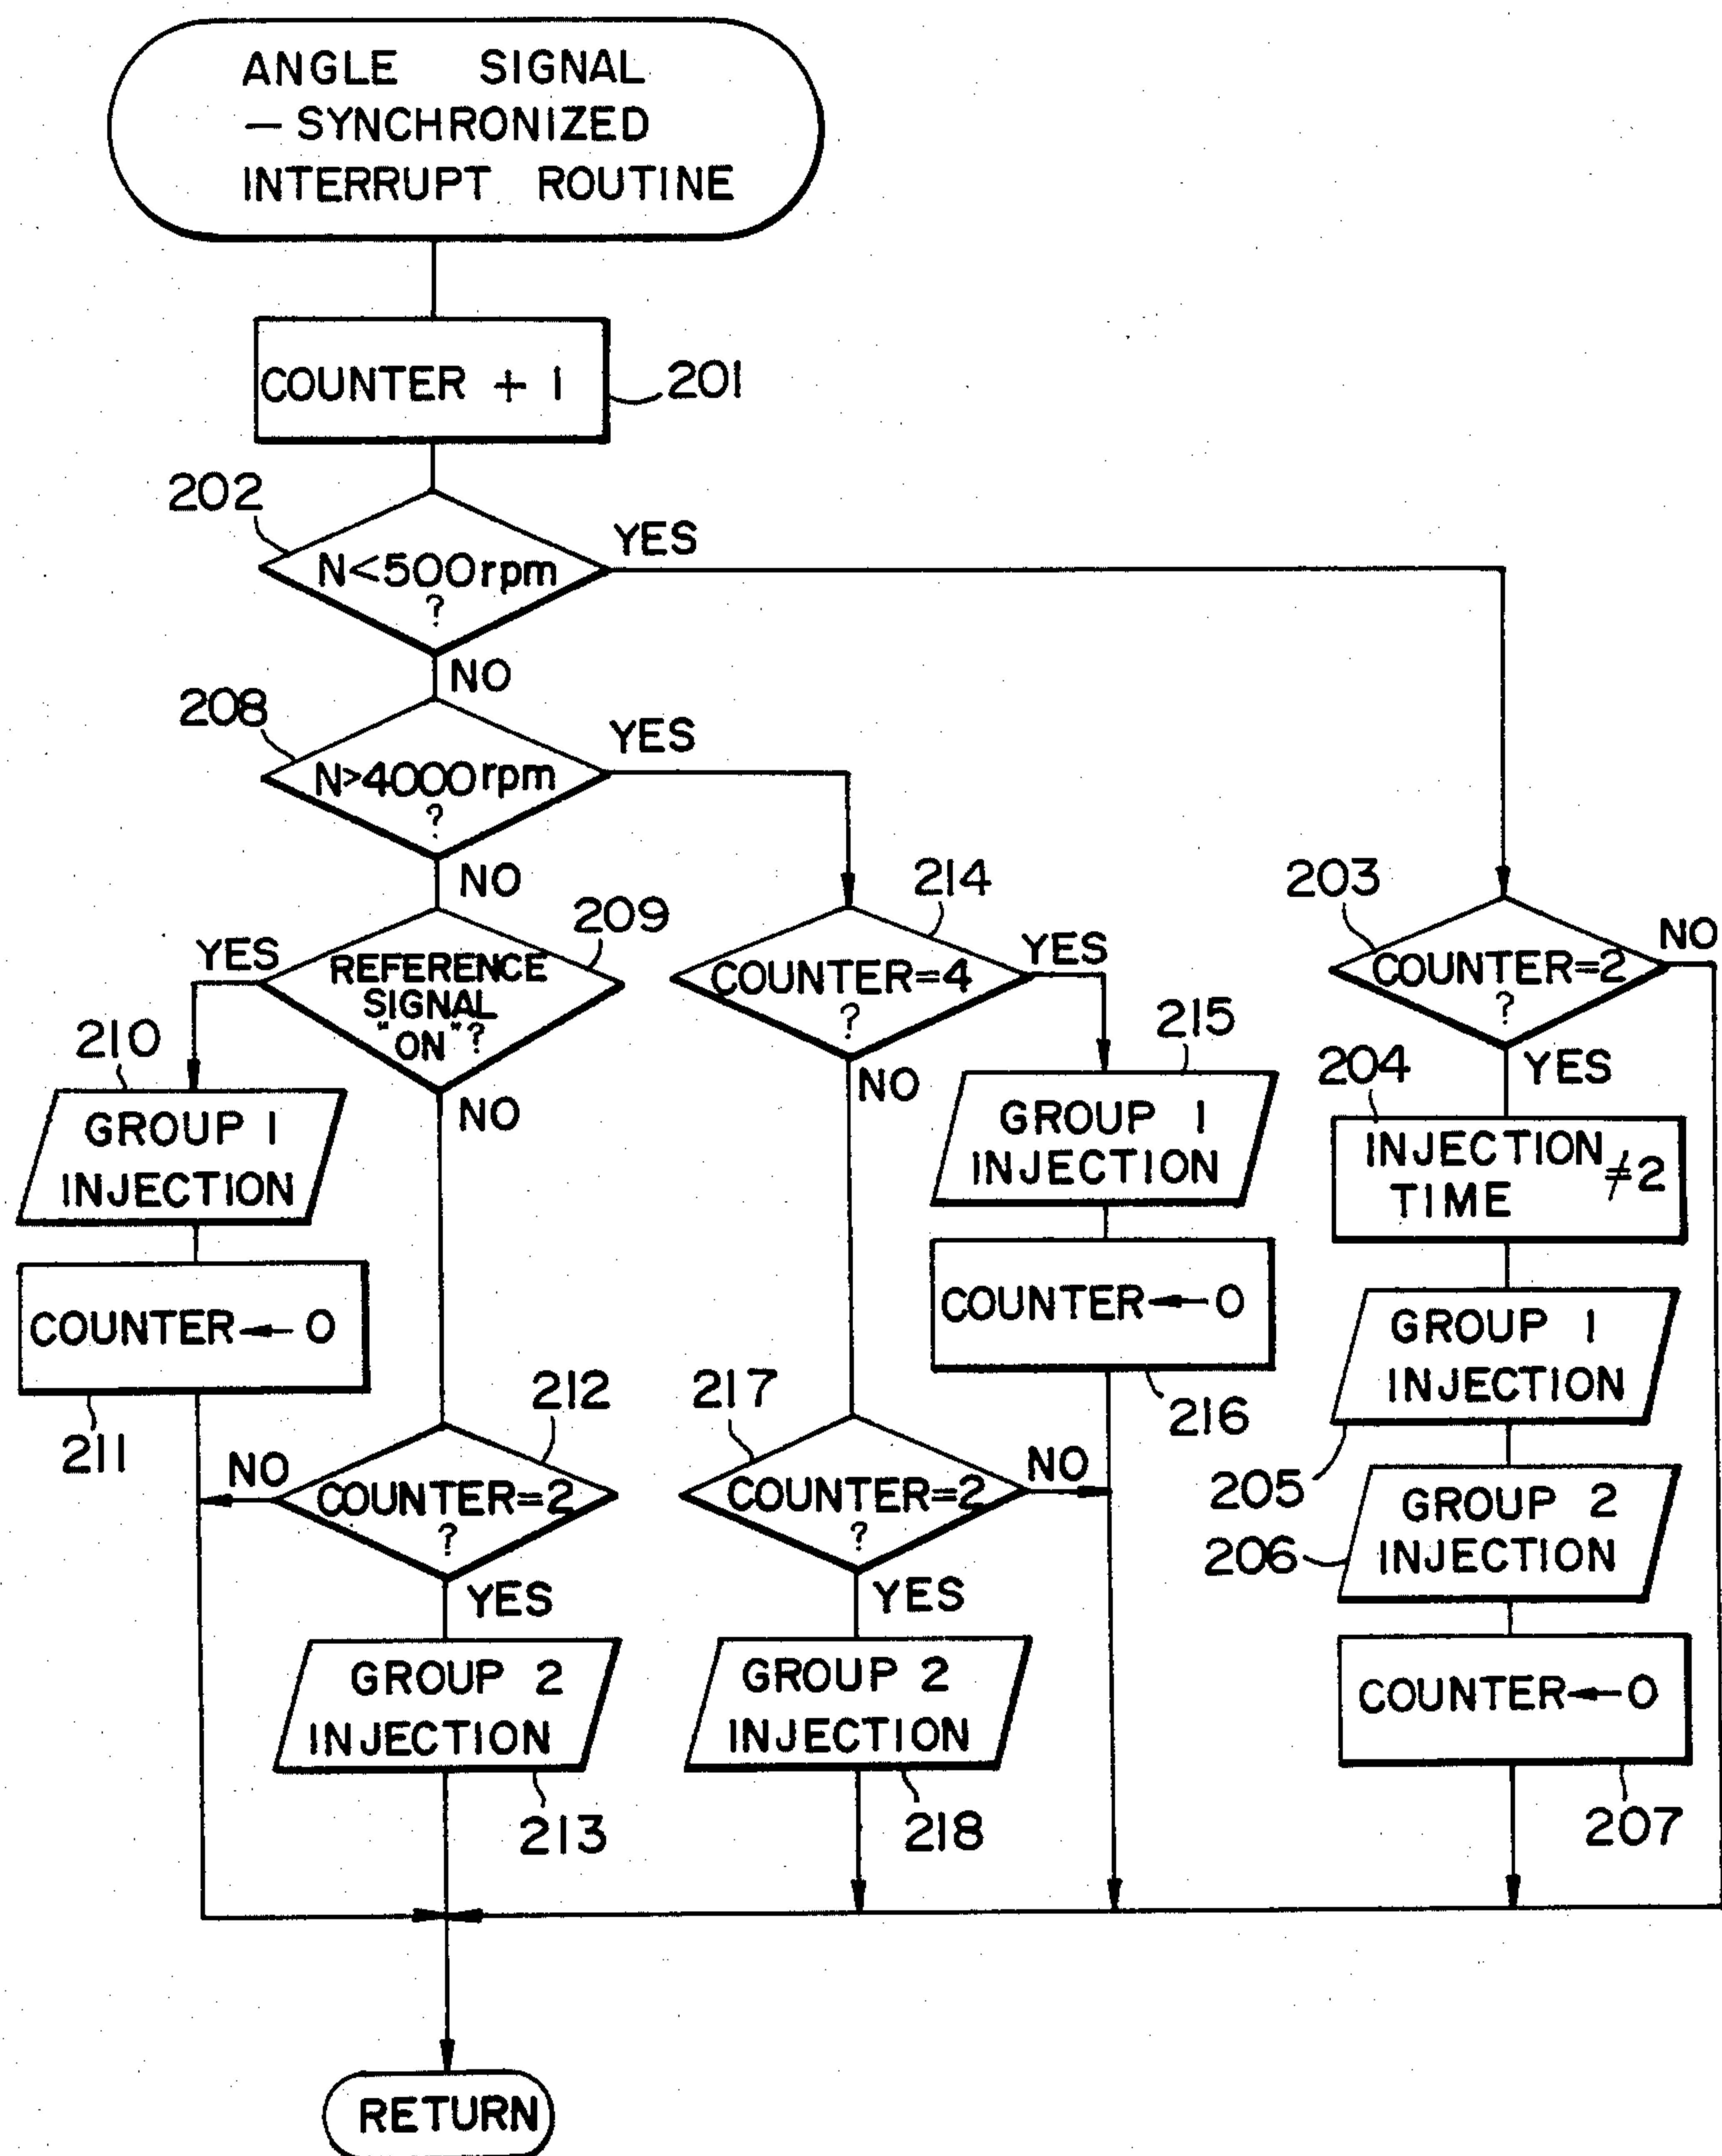 ANGLE SIGNAL
—SYNCHRONIZED
INTERRUPT ROUTINE
COUNTER + 1
201
202
N<500rpm
?
YES
NO
208
N>4000rpm
?
YES
NO
209
REFERENCE
SIGNAL
"ON"?
YES
NO
210
GROUP 1
INJECTION
COUNTER←0
211
212
COUNTER=2
?
NO
YES
GROUP 2
INJECTION
213
214
COUNTER=4
?
YES
NO
215
GROUP 1
INJECTION
COUNTER←0
216
217
COUNTER=2
?
NO
YES
GROUP 2
INJECTION
218
203
COUNTER=2
?
NO
YES
204
INJECTION
TIME ≠2
GROUP 1
INJECTION
205
GROUP 2
INJECTION
206
COUNTER←0
207
RETURN